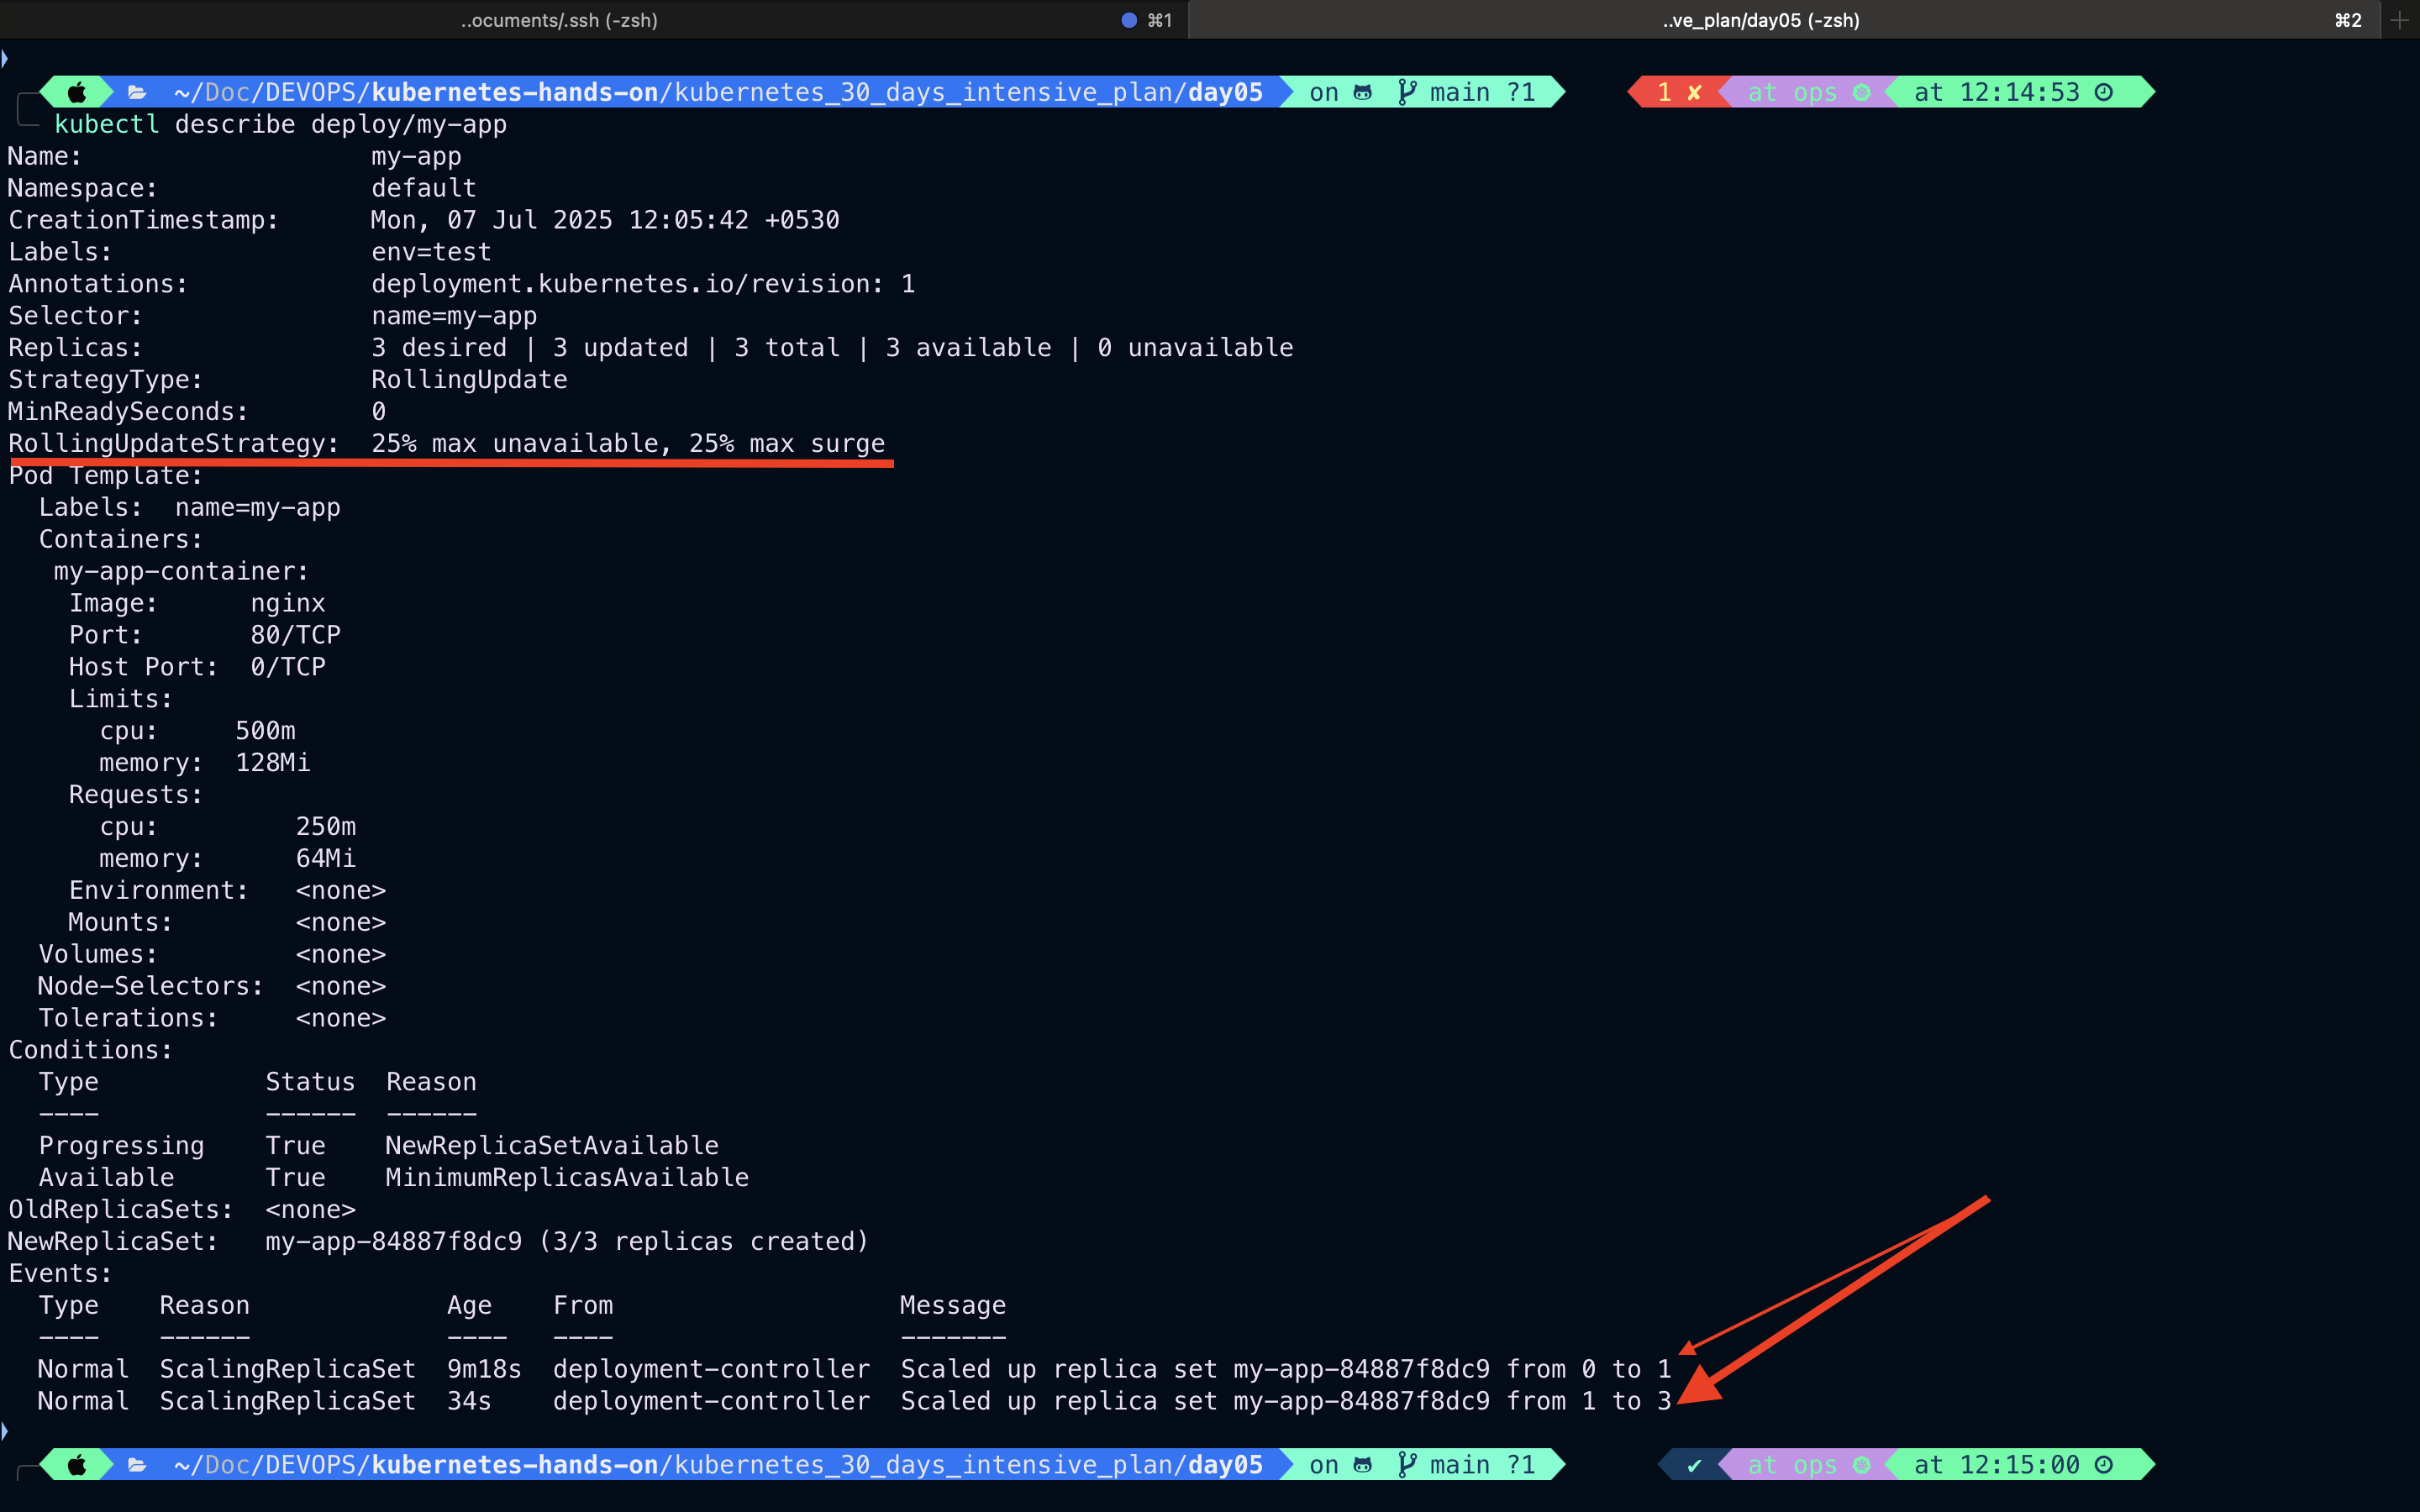 ..ocuments/.ssh (-zsh) ⌘1 ..ve_plan/day05 (-zsh) ⌘2
~/Doc/DEVOPS/kubernetes-hands-on/kubernetes_30_days_intensive_plan/day05 on main ?1 1 ✘ at ops at 12:14:53
kubectl describe deploy/my-app
Name: my-app
Namespace: default
CreationTimestamp: Mon, 07 Jul 2025 12:05:42 +0530
Labels: env=test
Annotations: deployment.kubernetes.io/revision: 1
Selector: name=my-app
Replicas: 3 desired | 3 updated | 3 total | 3 available | 0 unavailable
StrategyType: RollingUpdate
MinReadySeconds: 0
RollingUpdateStrategy: 25% max unavailable, 25% max surge
Pod Template:
Labels: name=my-app
Containers:
my-app-container:
Image: nginx
Port: 80/TCP
Host Port: 0/TCP
Limits:
cpu: 500m
memory: 128Mi
Requests:
cpu: 250m
memory: 64Mi
Environment: <none>
Mounts: <none>
Volumes: <none>
Node-Selectors: <none>
Tolerations: <none>
Conditions:
Type Status Reason
---- ------ ------
Progressing True NewReplicaSetAvailable
Available True MinimumReplicasAvailable
OldReplicaSets: <none>
NewReplicaSet: my-app-84887f8dc9 (3/3 replicas created)
Events:
Type Reason Age From Message
---- ------ ---- ---- -------
Normal ScalingReplicaSet 9m18s deployment-controller Scaled up replica set my-app-84887f8dc9 from 0 to 1
Normal ScalingReplicaSet 34s deployment-controller Scaled up replica set my-app-84887f8dc9 from 1 to 3
~/Doc/DEVOPS/kubernetes-hands-on/kubernetes_30_days_intensive_plan/day05 on main ?1 ✔ at ops at 12:15:00